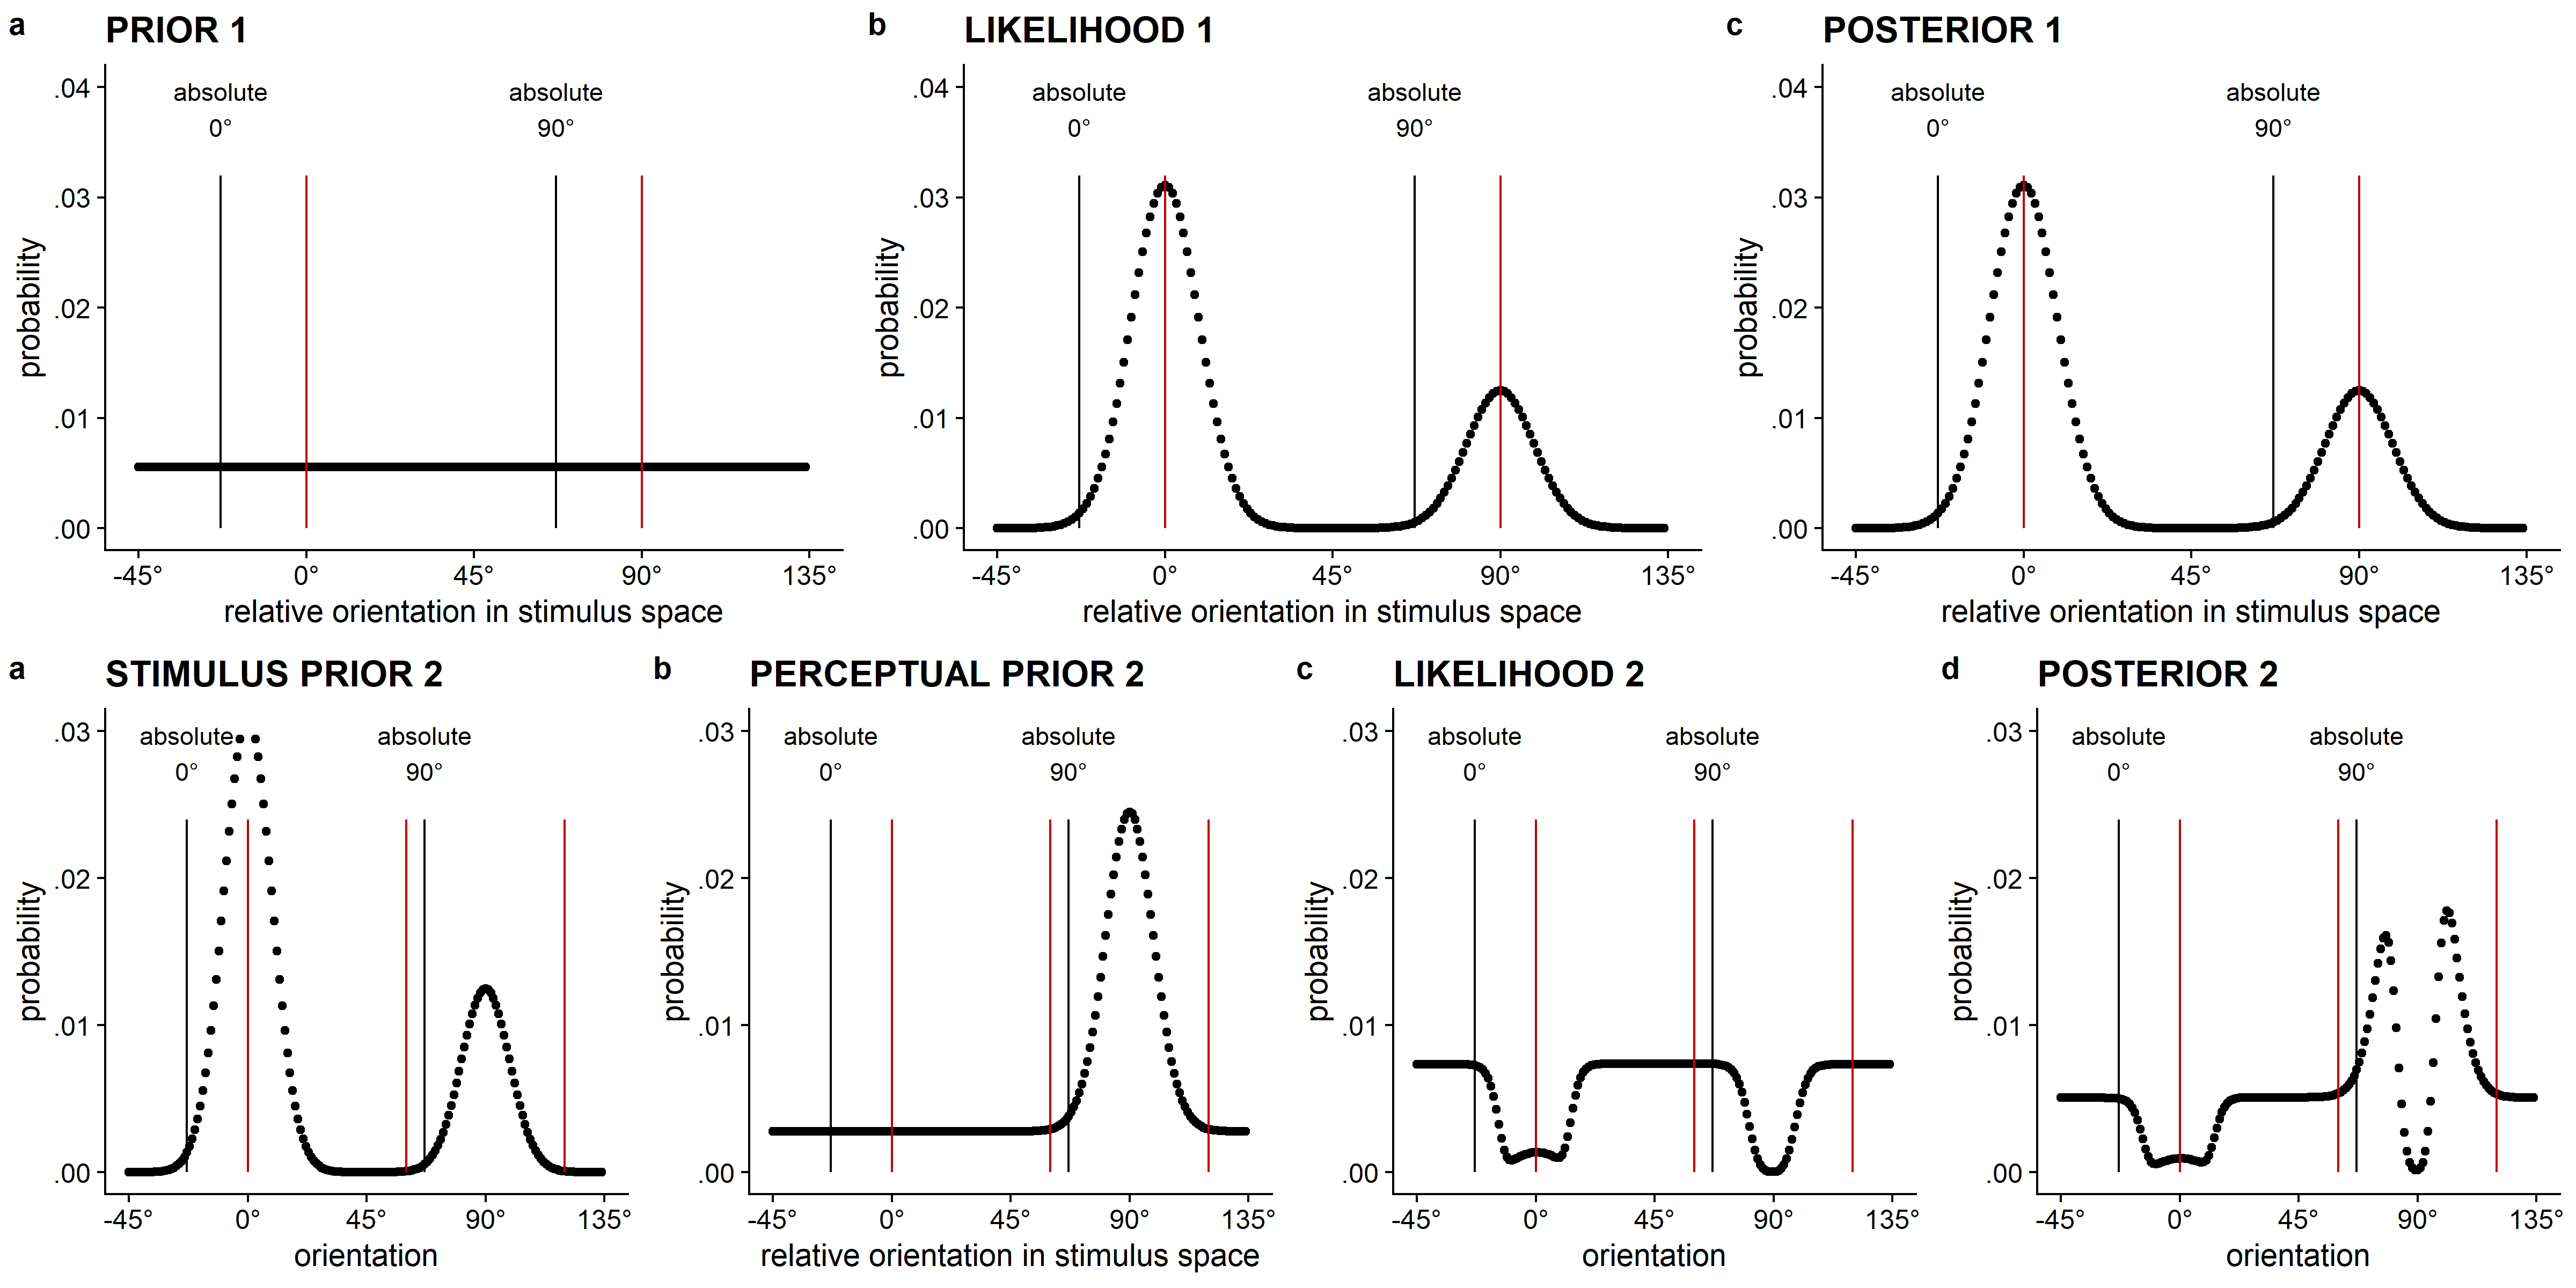 a PRIOR 1
.04
.03
.02
.01
.00
absolute
0°
absolute
90°
probability
-45° 0° 45° 90° 135°
relative orientation in stimulus space
b LIKELIHOOD 1
.04
.03
.02
.01
.00
absolute
0°
absolute
90°
probability
-45° 0° 45° 90° 135°
relative orientation in stimulus space
c POSTERIOR 1
.04
.03
.02
.01
.00
absolute
0°
absolute
90°
probability
-45° 0° 45° 90° 135°
relative orientation in stimulus space
a STIMULUS PRIOR 2
.03
.02
.01
.00
absolute
0°
absolute
90°
probability
-45° 0° 45° 90° 135°
orientation
b PERCEPTUAL PRIOR 2
.03
.02
.01
.00
absolute
0°
absolute
90°
probability
-45° 0° 45° 90° 135°
relative orientation in stimulus space
c LIKELIHOOD 2
.03
.02
.01
.00
absolute
0°
absolute
90°
probability
-45° 0° 45° 90° 135°
orientation
d POSTERIOR 2
.03
.02
.01
.00
absolute
0°
absolute
90°
probability
-45° 0° 45° 90° 135°
orientation